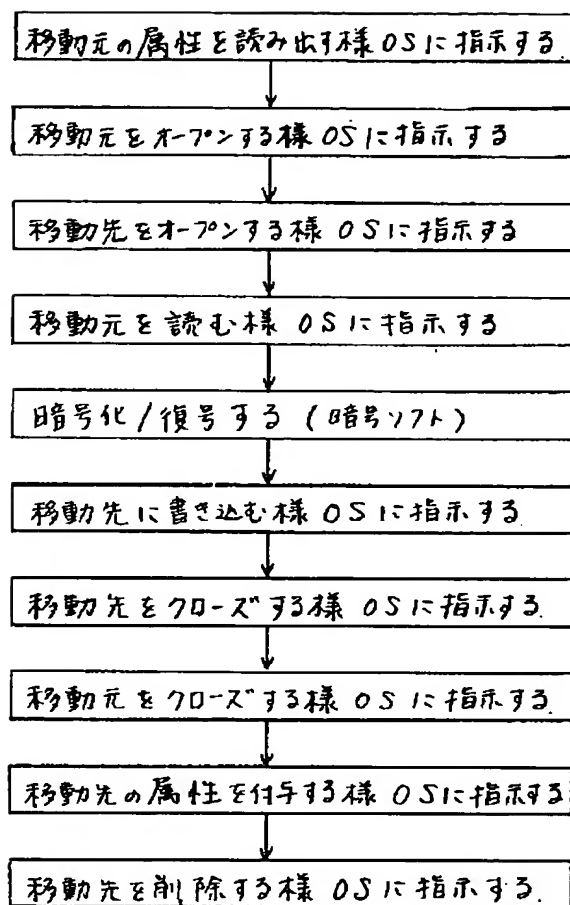 移動元の属性を読み出す様OSに指示する
移動元をオープンする様OSに指示する
移動先をオープンする様OSに指示する
移動元を読む様OSに指示する
暗号化/復号する(暗号ソフト)
移動先に書き込む様OSに指示する
移動先をクローズする様OSに指示する.
移動元をクローズする様OSに指示する.
移動先の属性を付与する様OSに指示する
移動先を削除する様OSに指示する.